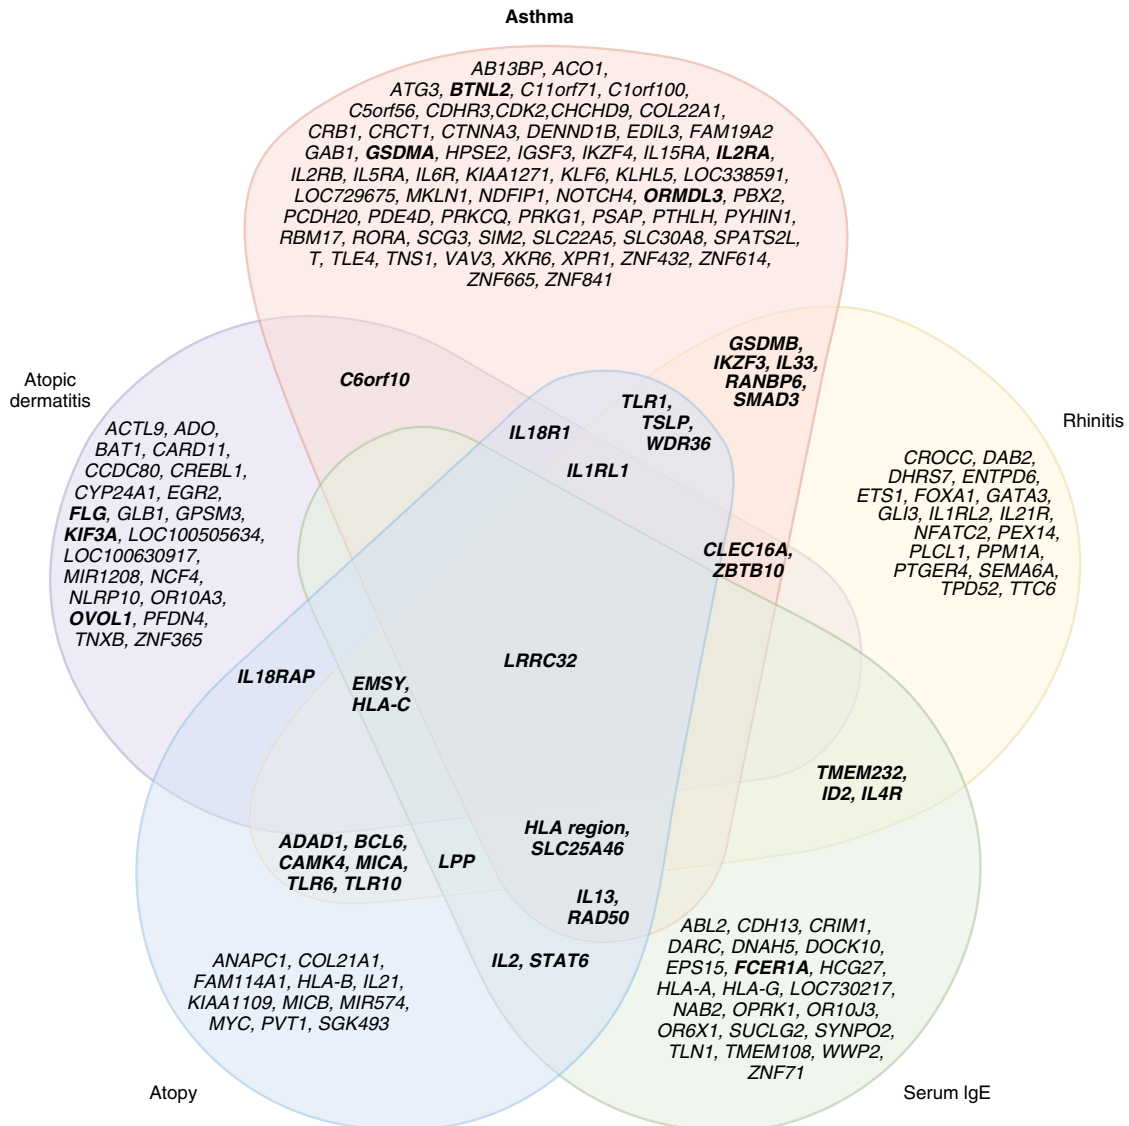 Asthma
AB13BP, ACO1,
ATG3, BTNL2, C11orf71, C1orf100,
C5orf56, CDHR3,CDK2,CHCHD9, COL22A1,
CRB1, CRCT1, CTNNA3, DENND1B, EDIL3, FAM19A2
GAB1, GSDMA, HPSE2, IGSF3, IKZF4, IL15RA, IL2RA,
IL2RB, IL5RA, IL6R, KIAA1271, KLF6, KLHL5, LOC338591,
LOC729675, MKLN1, NDFIP1, NOTCH4, ORMDL3, PBX2,
PCDH20, PDE4D, PRKCQ, PRKG1, PSAP, PTHLH, PYHIN1,
RBM17, RORA, SCG3, SIM2, SLC22A5, SLC30A8, SPATS2L,
T, TLE4, TNS1, VAV3, XKR6, XPR1, ZNF432, ZNF614,
ZNF665, ZNF841
GSDMB,
IKZF3, IL33,
RANBP6,
SMAD3
C6orf10
TLR1,
TSLP,
WDR36
IL18R1
IL1RL1
Atopic
dermatitis
ACTL9, ADO,
BAT1, CARD11,
CCDC80, CREBL1,
CYP24A1, EGR2,
FLG, GLB1, GPSM3,
KIF3A, LOC100505634,
LOC100630917,
MIR1208, NCF4,
NLRP10, OR10A3,
OVOL1, PFDN4,
TNXB, ZNF365
Rhinitis
CROCC, DAB2,
DHRS7, ENTPD6,
ETS1, FOXA1, GATA3,
GLI3, IL1RL2, IL21R,
NFATC2, PEX14,
PLCL1, PPM1A,
PTGER4, SEMA6A,
TPD52, TTC6
CLEC16A,
ZBTB10
LRRC32
IL18RAP
EMSY,
HLA-C
TMEM232,
ID2, IL4R
ADAD1, BCL6,
CAMK4, MICA,
TLR6, TLR10
LPP
HLA region,
SLC25A46
IL13,
RAD50
IL2, STAT6
ANAPC1, COL21A1,
FAM114A1, HLA-B, IL21,
KIAA1109, MICB, MIR574,
MYC, PVT1, SGK493
ABL2, CDH13, CRIM1,
DARC, DNAH5, DOCK10,
EPS15, FCER1A, HCG27,
HLA-A, HLA-G, LOC730217,
NAB2, OPRK1, OR10J3,
OR6X1, SUCLG2, SYNPO2,
TLN1, TMEM108, WWP2,
ZNF71
Atopy
Serum IgE